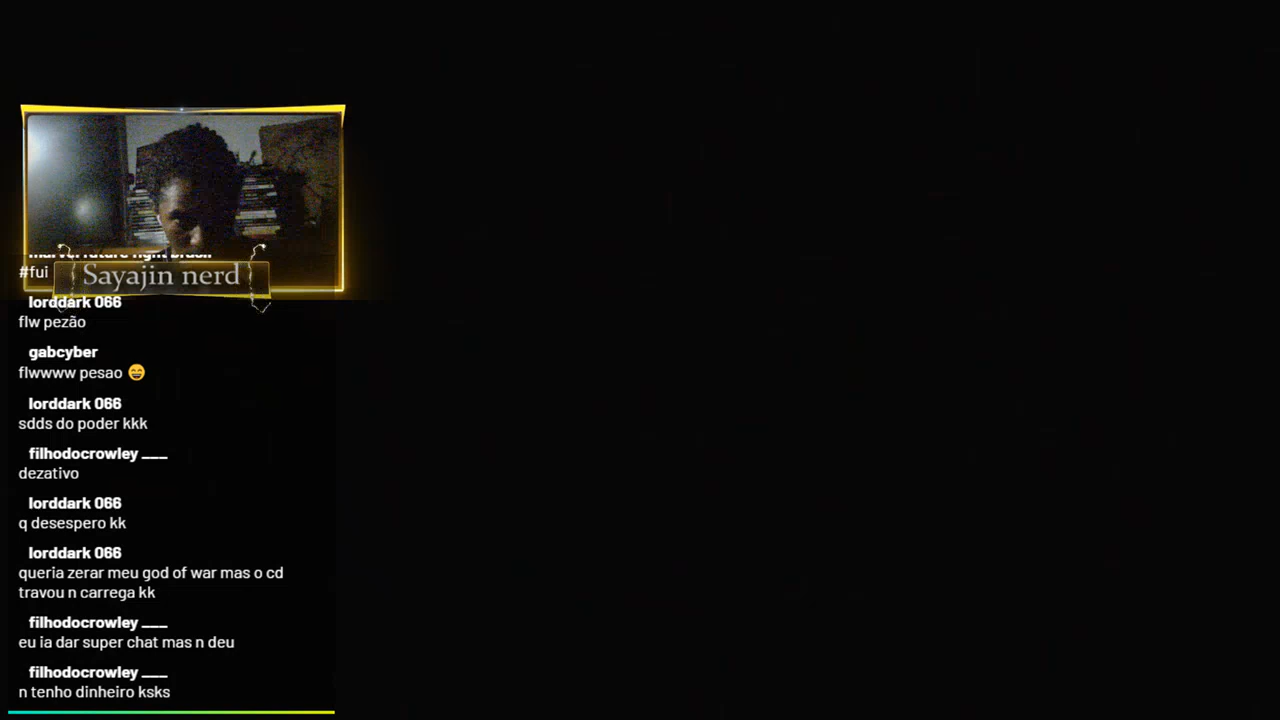 #fui
Sayajin nerd
lorddark 066
flw pezão
gabcyber
flwwww pesao 😄
lorddark 066
sdds do poder kkk
filhodocrowley ___
dezativo
lorddark 066
q desespero kk
lorddark 066
queria zerar meu god of war mas o cd
travou n carrega kk
filhodocrowley ___
eu ia dar super chat mas n deu
filhodocrowley ___
n tenho dinheiro ksks